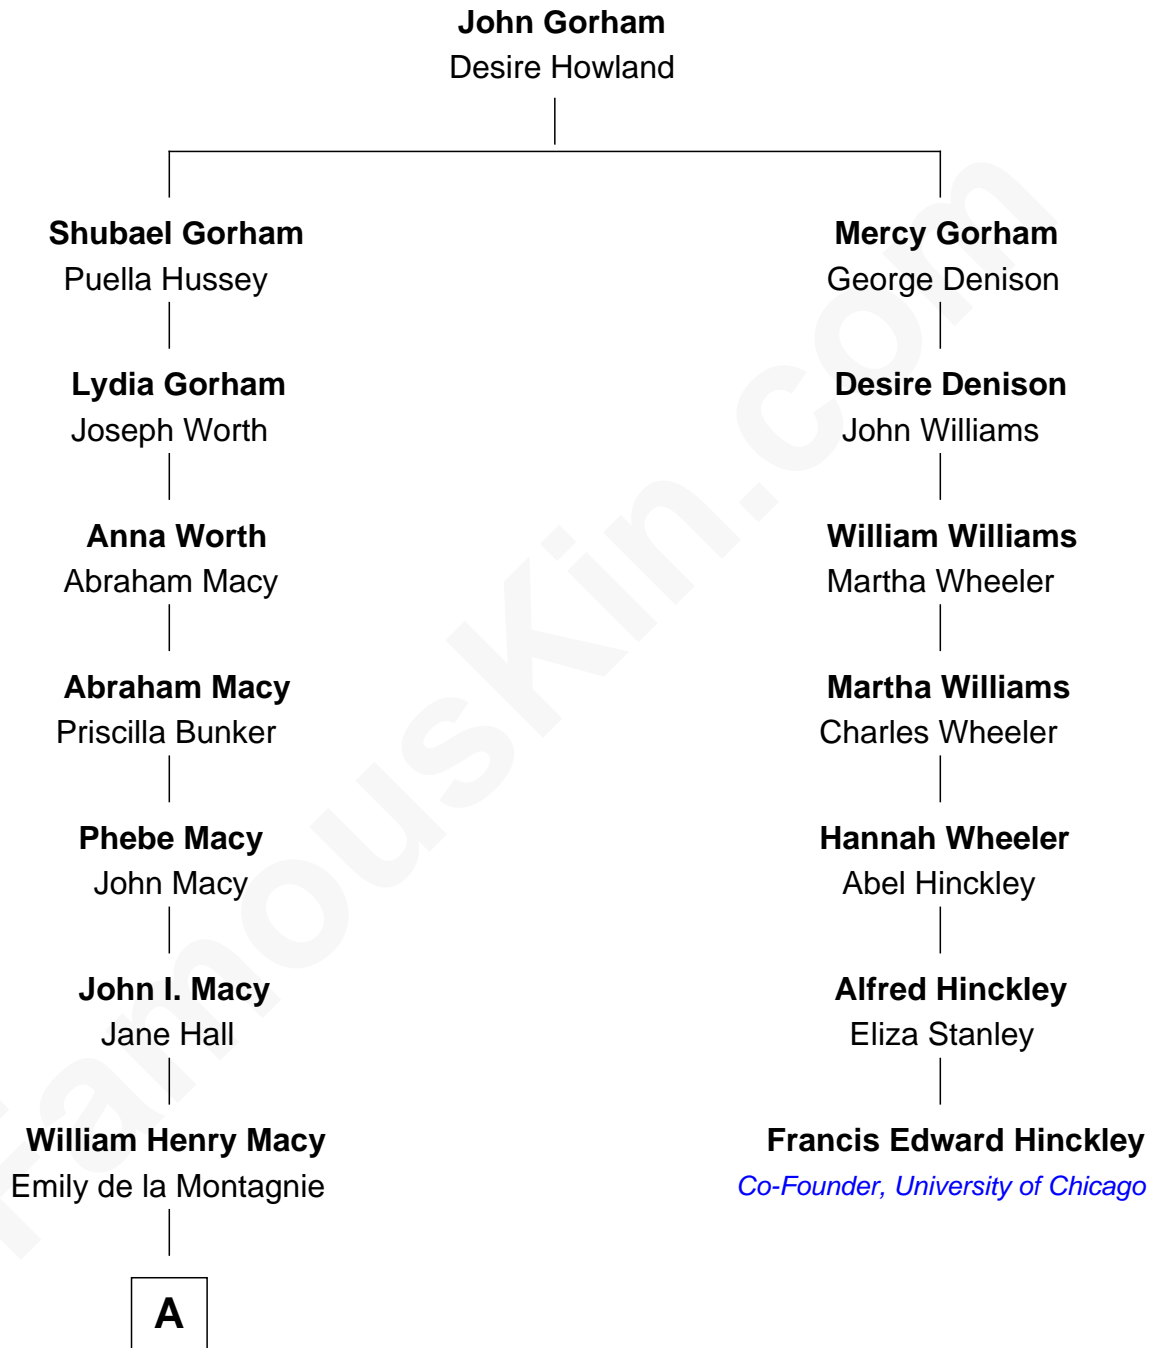 John Gorham
Desire Howland
Shubael Gorham
Puella Hussey
Mercy Gorham
George Denison
Lydia Gorham
Joseph Worth
Desire Denison
John Williams
Anna Worth
Abraham Macy
William Williams
Martha Wheeler
Abraham Macy
Priscilla Bunker
Martha Williams
Charles Wheeler
Phebe Macy
John Macy
Hannah Wheeler
Abel Hinckley
John I. Macy
Jane Hall
Alfred Hinckley
Eliza Stanley
William Henry Macy
Emily de la Montagnie
Francis Edward Hinckley
Co-Founder, University of Chicago
A
FamousKin.com